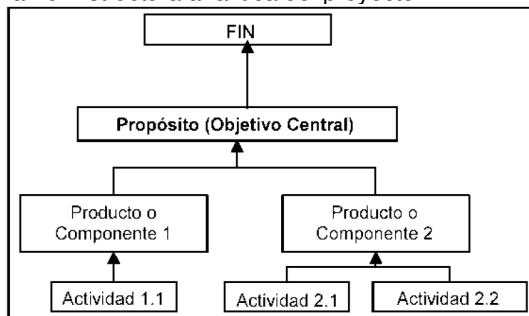 FIN
Propósito (Objetivo Central)
Producto o
Componente 1
Producto o
Componente 2
Actividad 1.1
Actividad 2.1
Actividad 2.2